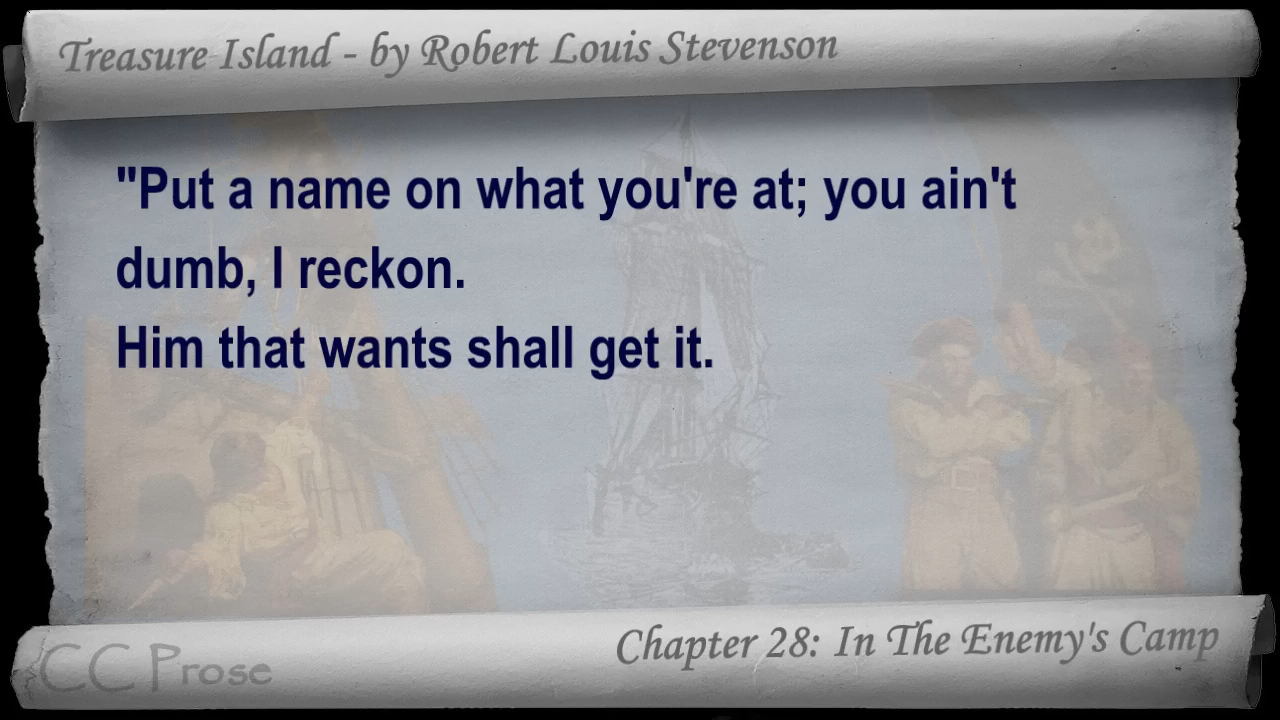 Treasure Island - by Robert Louis Stevenson
"Put a name on what you're at; you ain't
dumb, I reckon.
Him that wants shall get it.
Chapter 28: In The Enemy's Camp
CC Prose